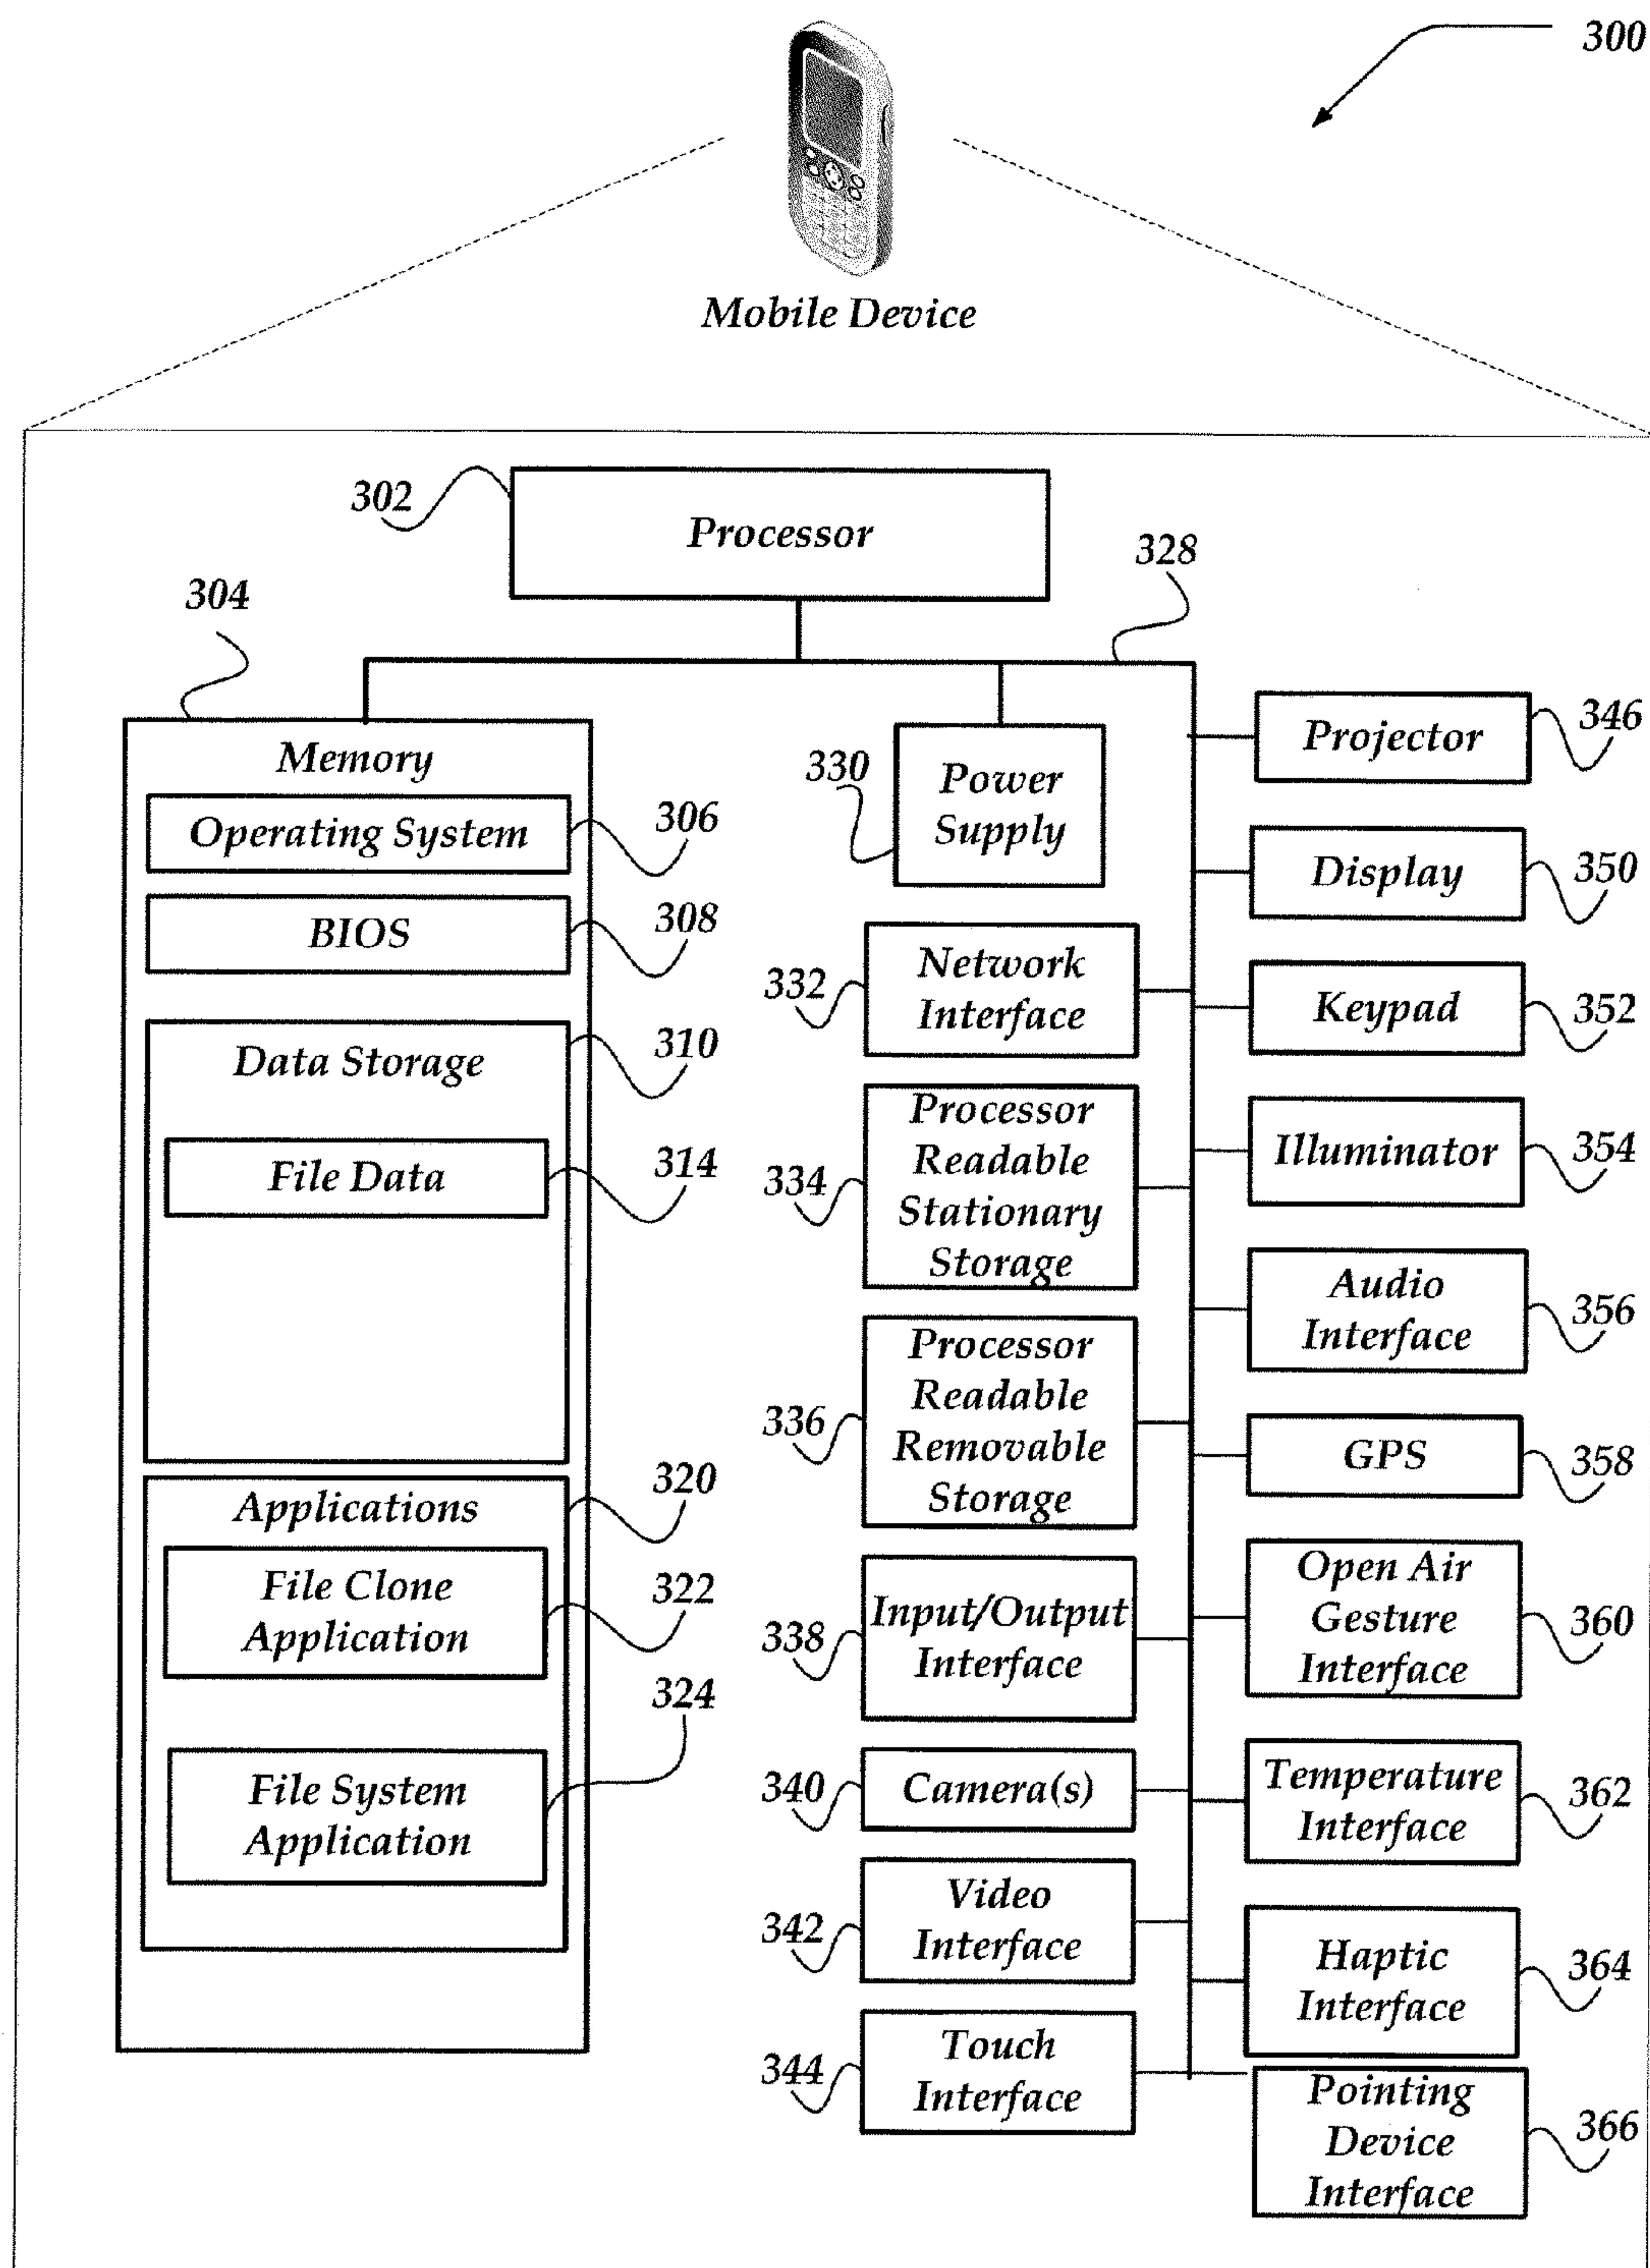 300
Mobile Device
302
Processor
328
304
Memory
Operating System
306
BIOS
308
Data Storage
310
File Data
314
Applications
320
File Clone
Application
322
324
File System
Application
330
Power
Supply
332
Network
Interface
334
Processor
Readable
Stationary
Storage
336
Processor
Readable
Removable
Storage
338
Input/Output
Interface
340
Camera(s)
342
Video
Interface
344
Touch
Interface
Projector
346
Display
350
Keypad
352
Illuminator
354
Audio
Interface
356
GPS
358
Open Air
Gesture
Interface
360
Temperature
Interface
362
Haptic
Interface
364
Pointing
Device
Interface
366